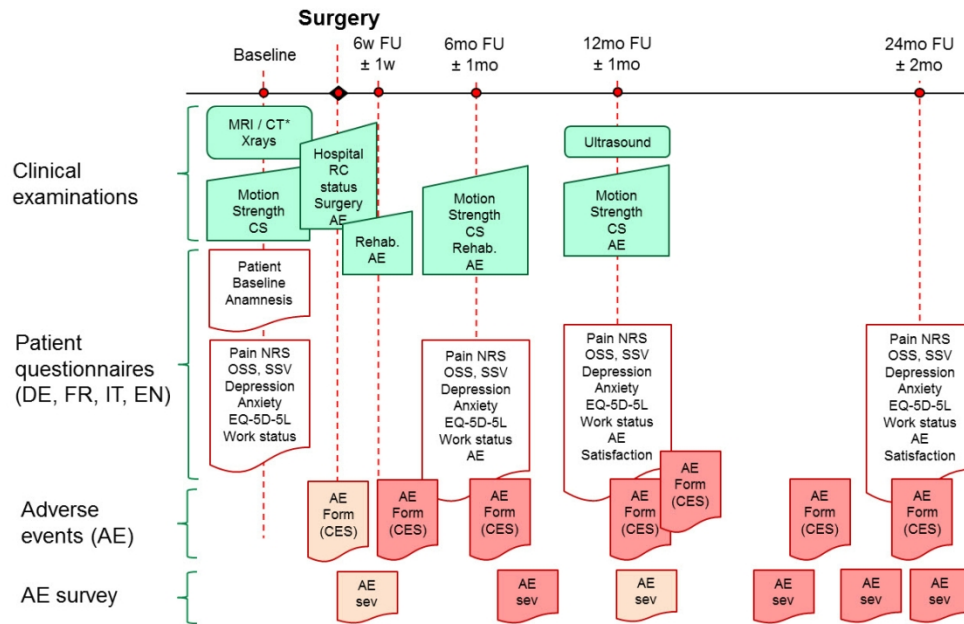 Surgery
Baseline
6w FU
± 1w
6mo FU
± 1mo
12mo FU
± 1mo
24mo FU
± 2mo
Clinical
examinations
MRI / CT*
Xrays
Motion
Strength
CS
Hospital
RC
status
Surgery
AE
Rehab.
AE
Motion
Strength
CS
Rehab.
AE
Ultrasound
Motion
Strength
CS
AE
Patient
questionnaires
(DE, FR, IT, EN)
Patient
Baseline
Anamnesis
Pain NRS
OSS, SSV
Depression
Anxiety
EQ-5D-5L
Work status
Pain NRS
OSS, SSV
Depression
Anxiety
EQ-5D-5L
Work status
AE
Pain NRS
OSS, SSV
Depression
Anxiety
EQ-5D-5L
Work status
AE
Satisfaction
Pain NRS
OSS, SSV
Depression
Anxiety
EQ-5D-5L
Work status
AE
Satisfaction
Adverse
events (AE)
AE
Form
(CES)
AE
Form
(CES)
AE
Form
(CES)
AE
Form
(CES)
AE
Form
(CES)
AE
Form
(CES)
AE
Form
(CES)
AE survey
AE
sev
AE
sev
AE
sev
AE
sev
AE
sev
AE
sev